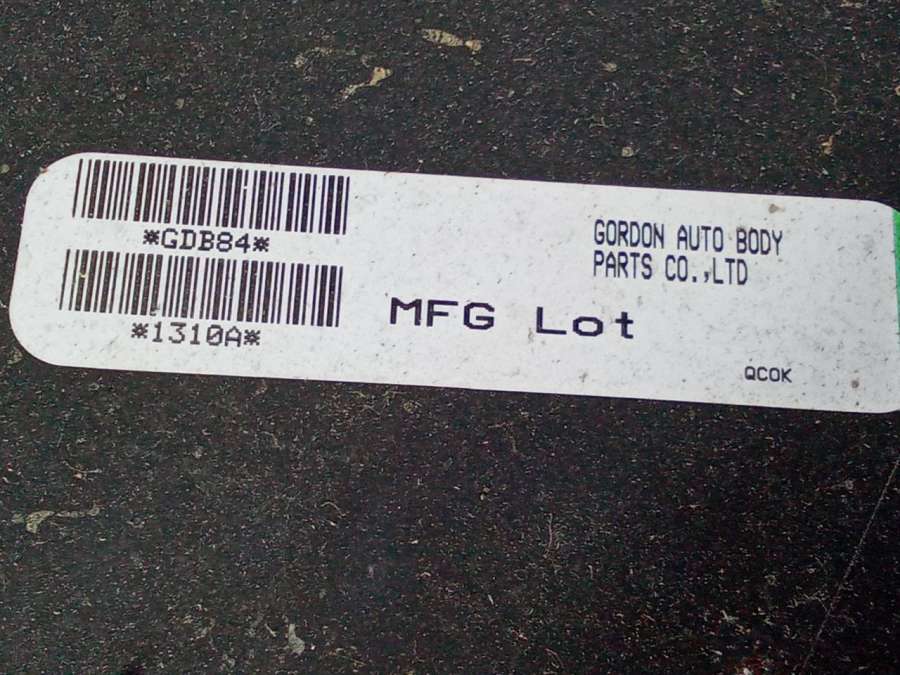 *GDB84*
*1310A*
MFG Lot
GORDON AUTO BODY
PARTS CO.,LTD
QCOK